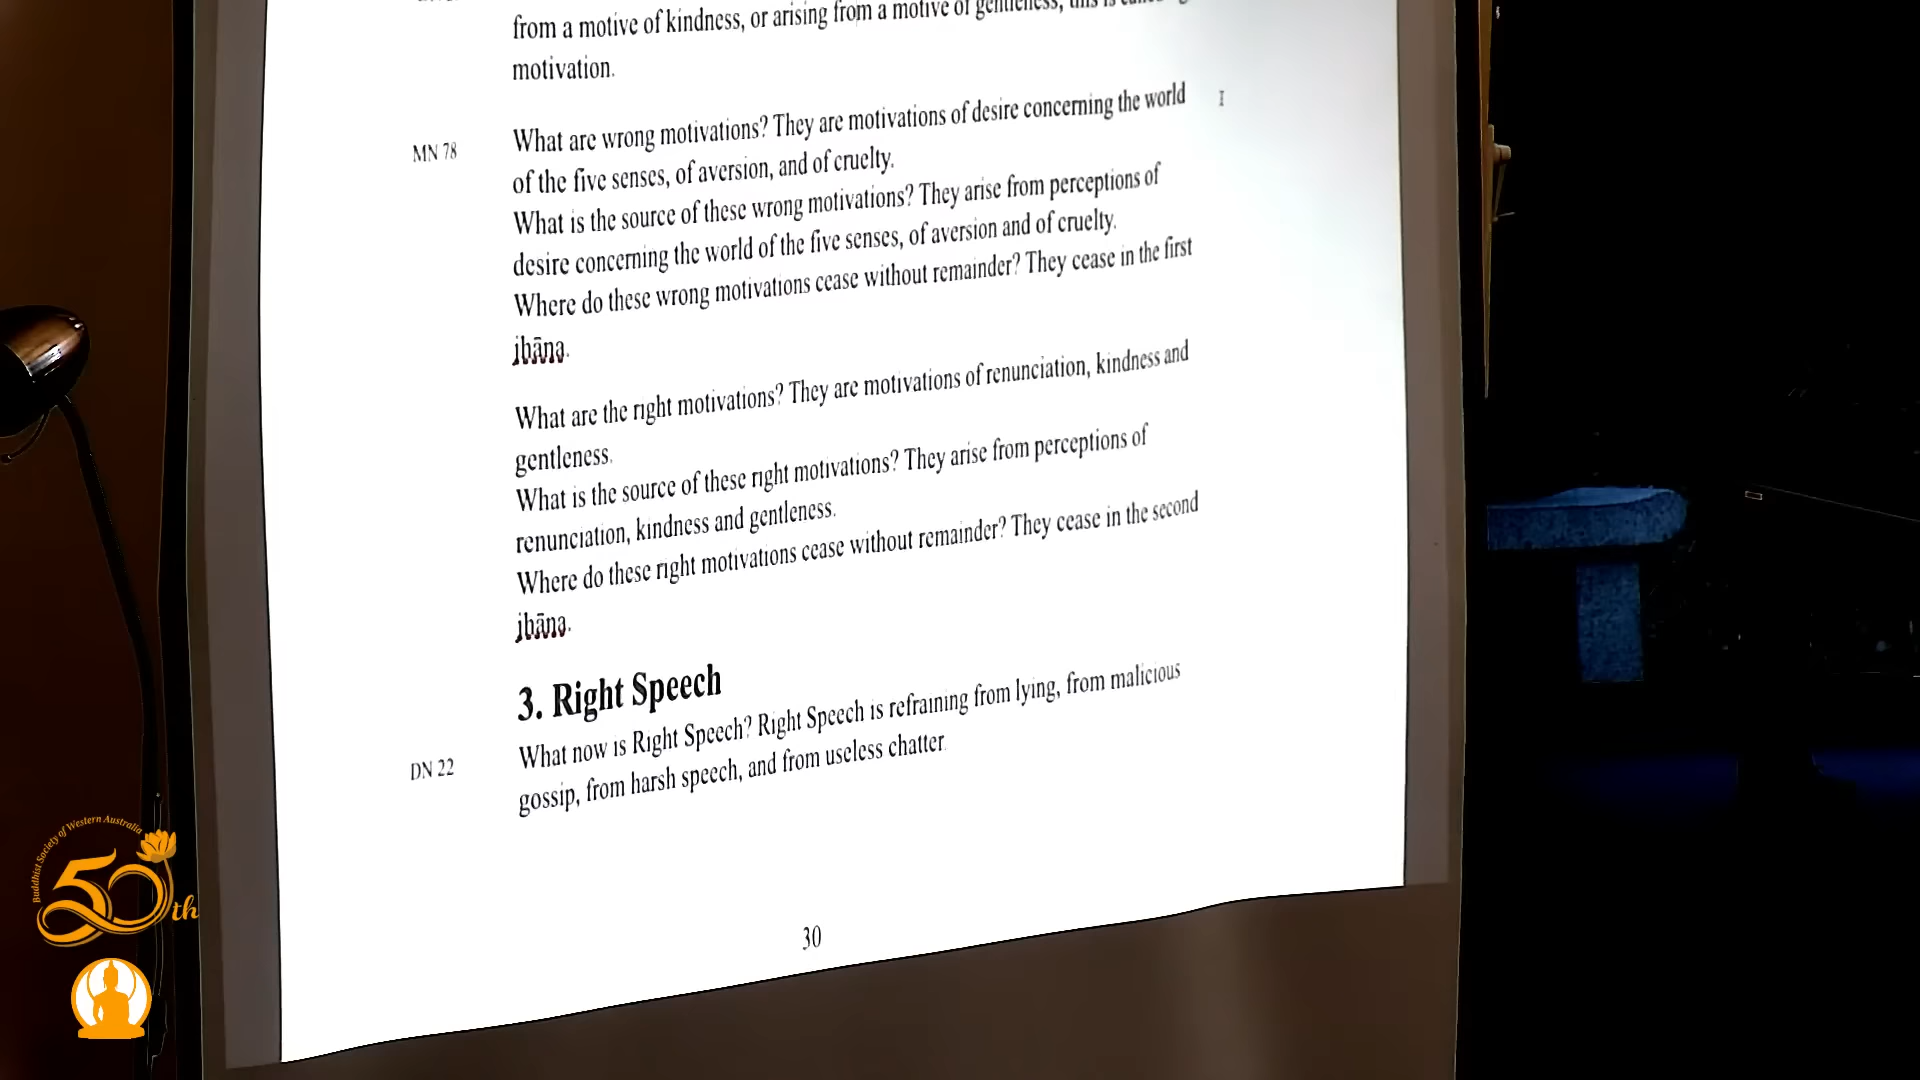 from a motive of kindness, or arising from a motive of gentleness, this is
motivation.
MN 78
What are wrong motivations? They are motivations of desire concerning the world
of the five senses, of aversion, and of cruelty.
What is the source of these wrong motivations? They arise from perceptions of
desire concerning the world of the five senses, of aversion and of cruelty.
Where do these wrong motivations cease without remainder? They cease in the first
jhāna.
What are the right motivations? They are motivations of renunciation, kindness and
gentleness.
What is the source of these right motivations? They arise from perceptions of
renunciation, kindness and gentleness.
Where do these right motivations cease without remainder? They cease in the second
jhāna.
3. Right Speech
DN 22
What now is Right Speech? Right Speech is refraining from lying, from malicious
gossip, from harsh speech, and from useless chatter.
30
Buddhist Society of Western Australia
50th